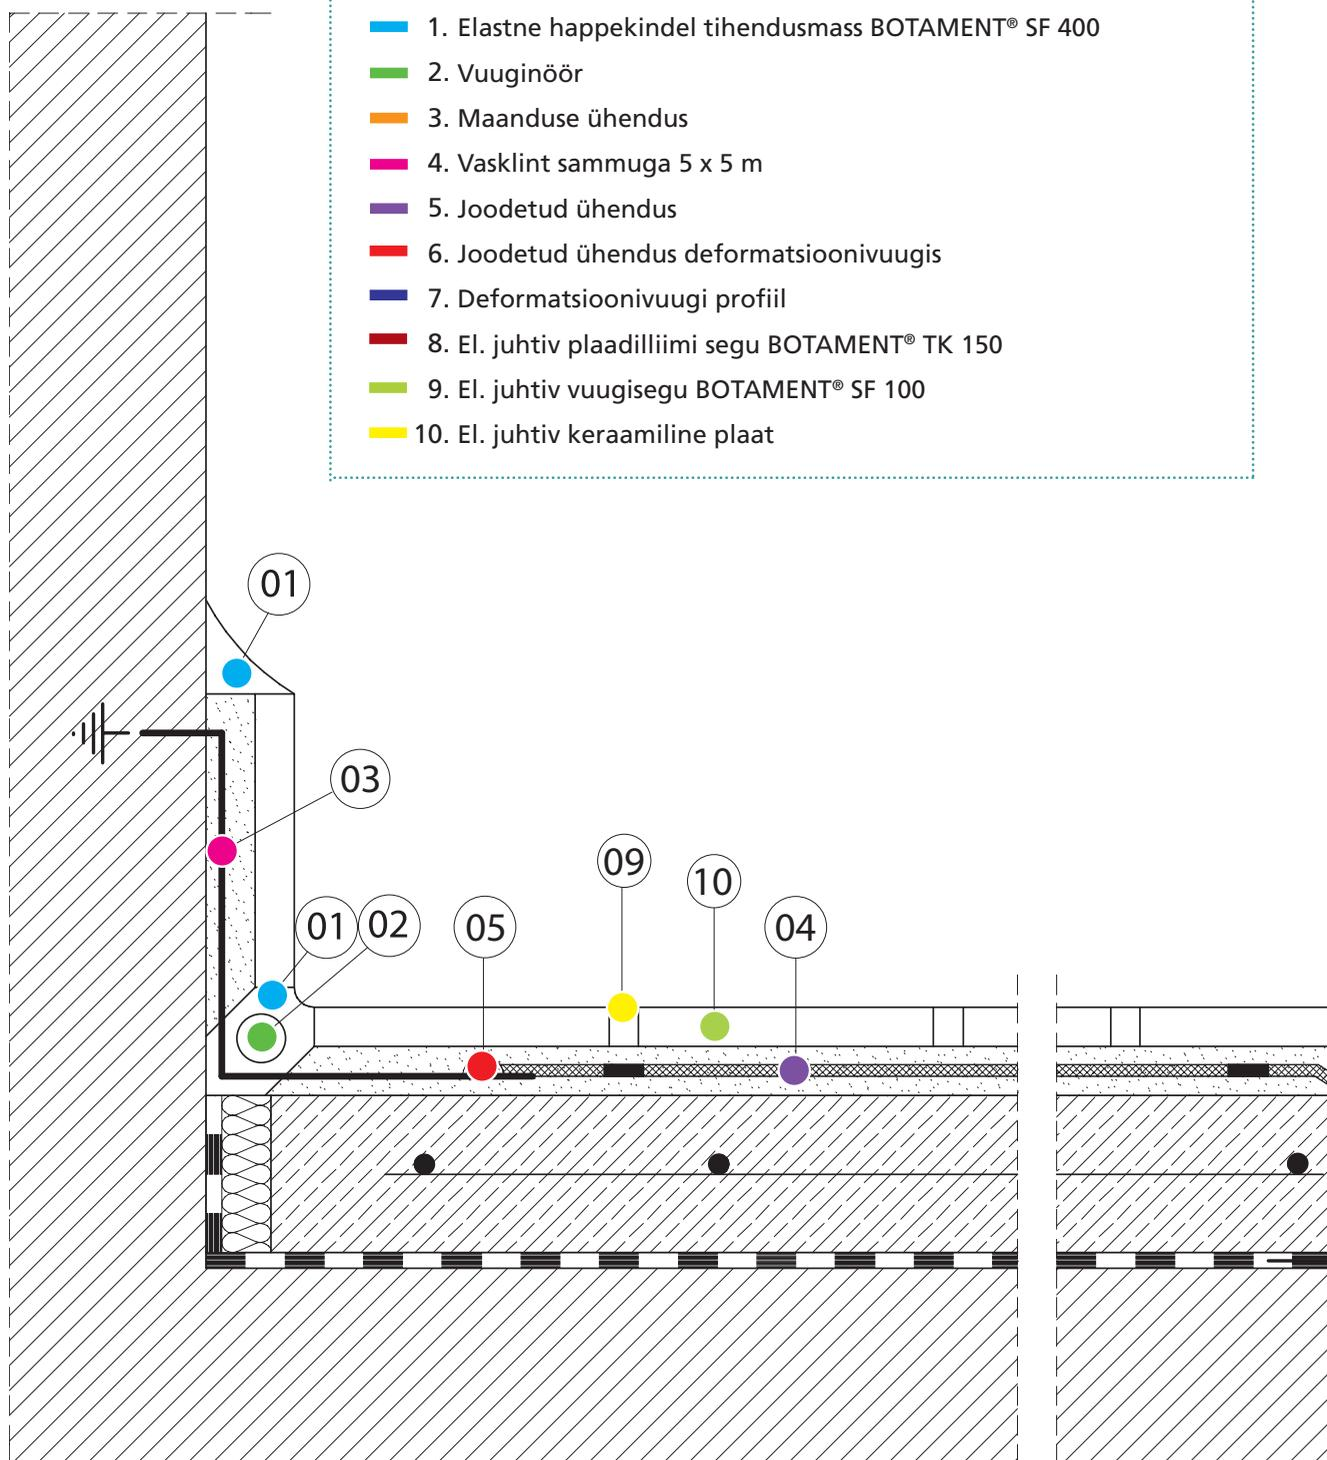 1. Elastne happekindel tihendusmass BOTAMENT® SF 400
2. Vuuginöör
3. Maanduse ühendus
4. Vasklint sammuga 5 x 5 m
5. Joodetud ühendus
6. Joodetud ühendus deformatsioonivuugis
7. Deformatsioonivuugi profiil
8. El. juhtiv plaadilliimi segu BOTAMENT® TK 150
9. El. juhtiv vuugisegu BOTAMENT® SF 100
10. El. juhtiv keraamiline plaat
01
03
09
10
01
02
05
04